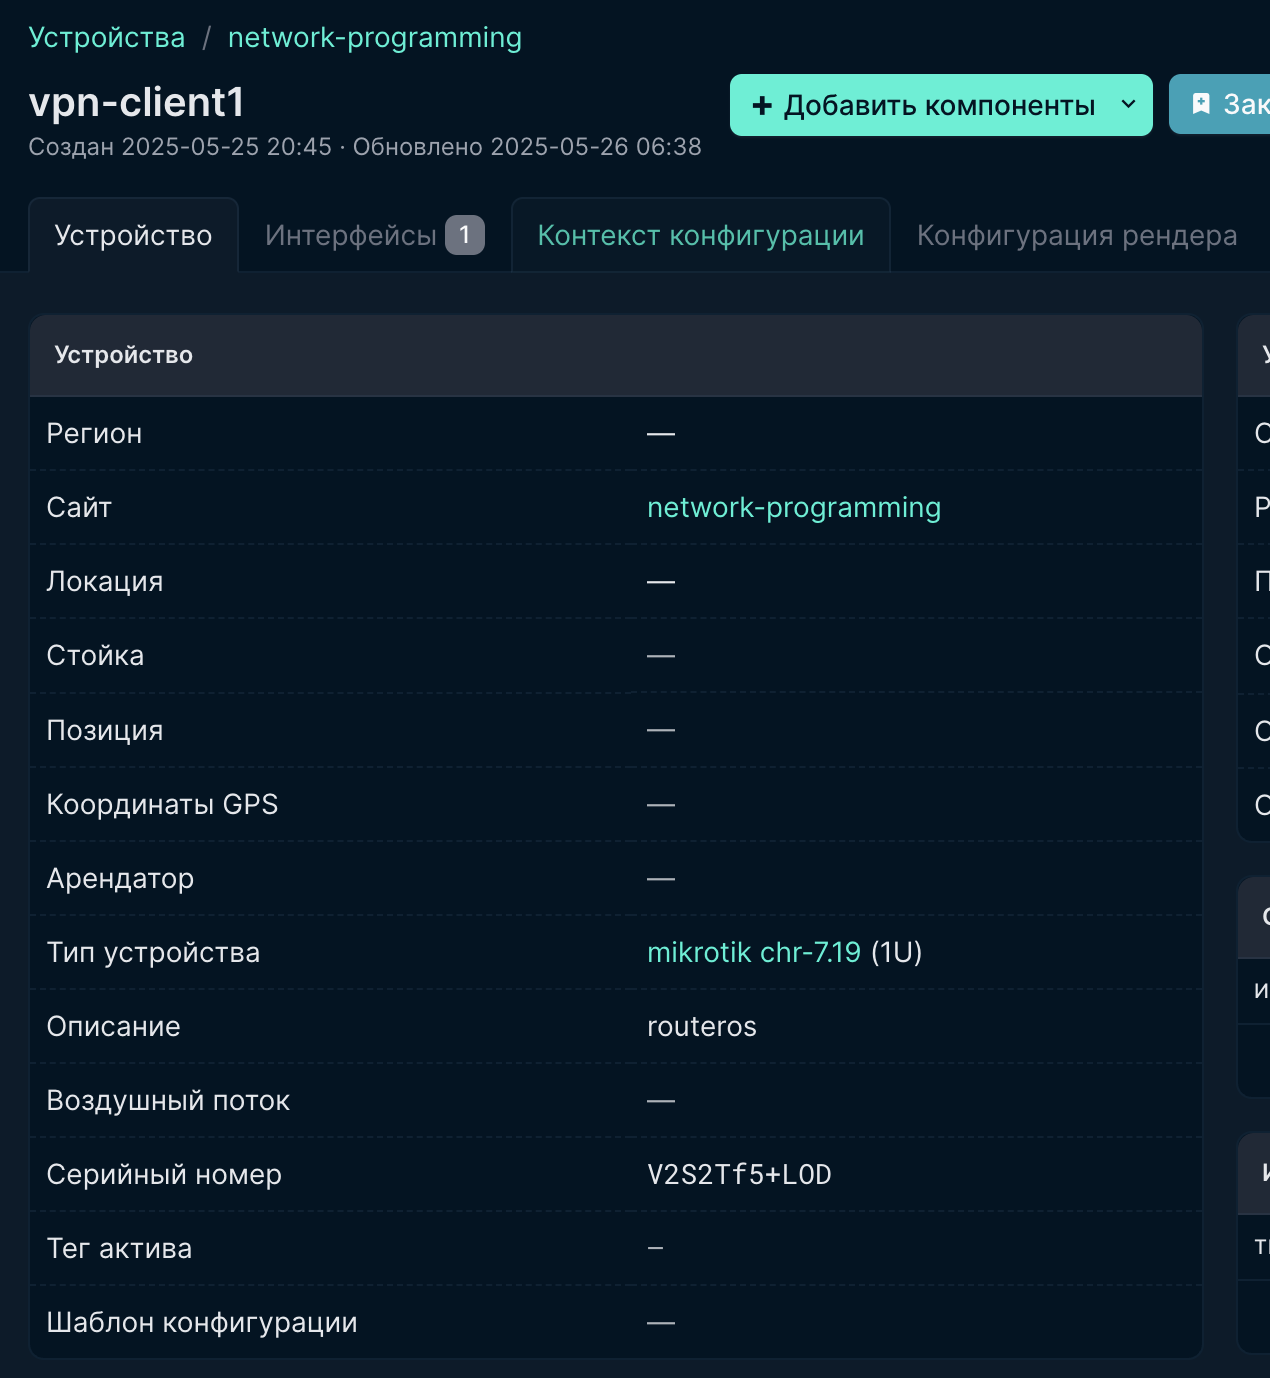 Устройства / network-programming
vpn-client1
Создан 2025-05-25 20:45 · Обновлено 2025-05-26 06:38
+ Добавить компоненты
Устройство
Интерфейсы 1
Контекст конфигурации
Конфигурация рендера
Устройство
Регион —
Сайт network-programming
Локация —
Стойка —
Позиция —
Координаты GPS —
Арендатор —
Тип устройства mikrotik chr-7.19 (1U)
Описание routeros
Воздушный поток —
Серийный номер V2S2Tf5+LOD
Тег актива –
Шаблон конфигурации —